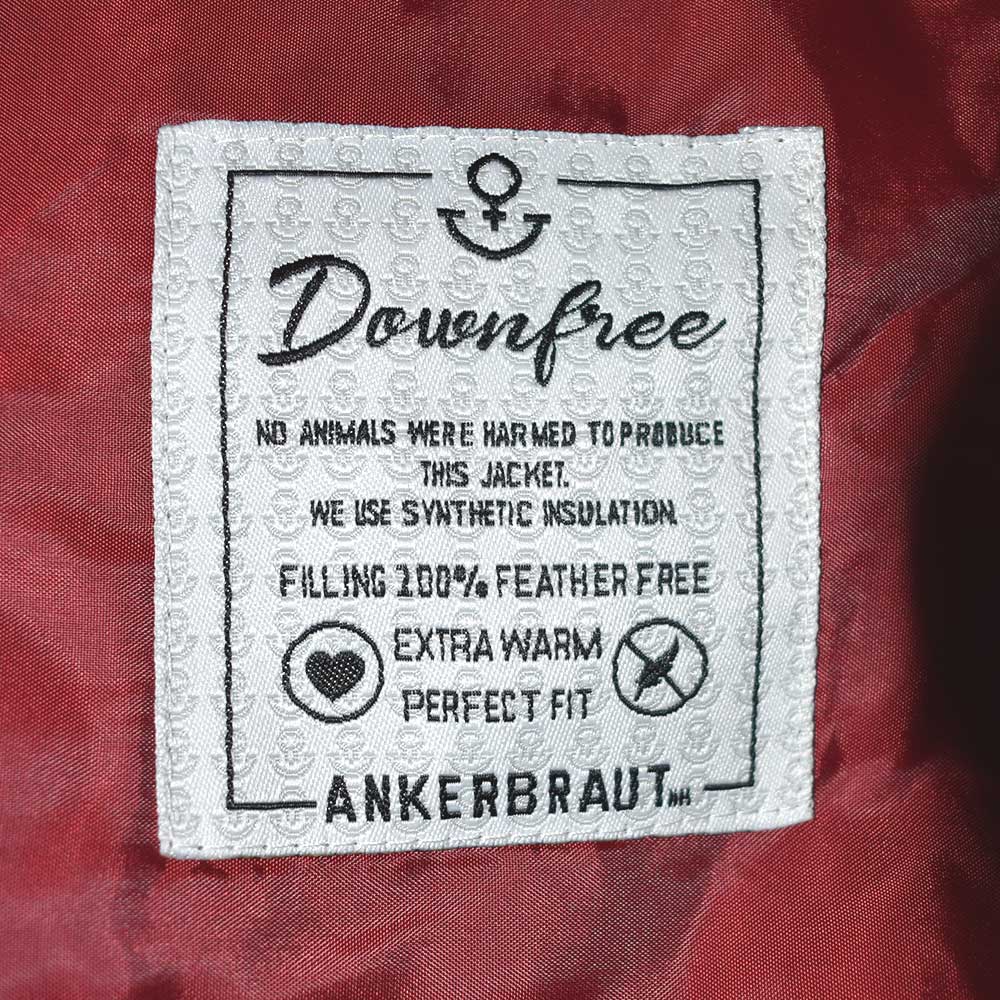 Downfree
NO ANIMALS WERE HARMED TO PRODUCE
THIS JACKET.
WE USE SYNTHETIC INSULATION.
FILLING 100% FEATHER FREE
EXTRA WARM
PERFECT FIT
ANKERBRAUT HH